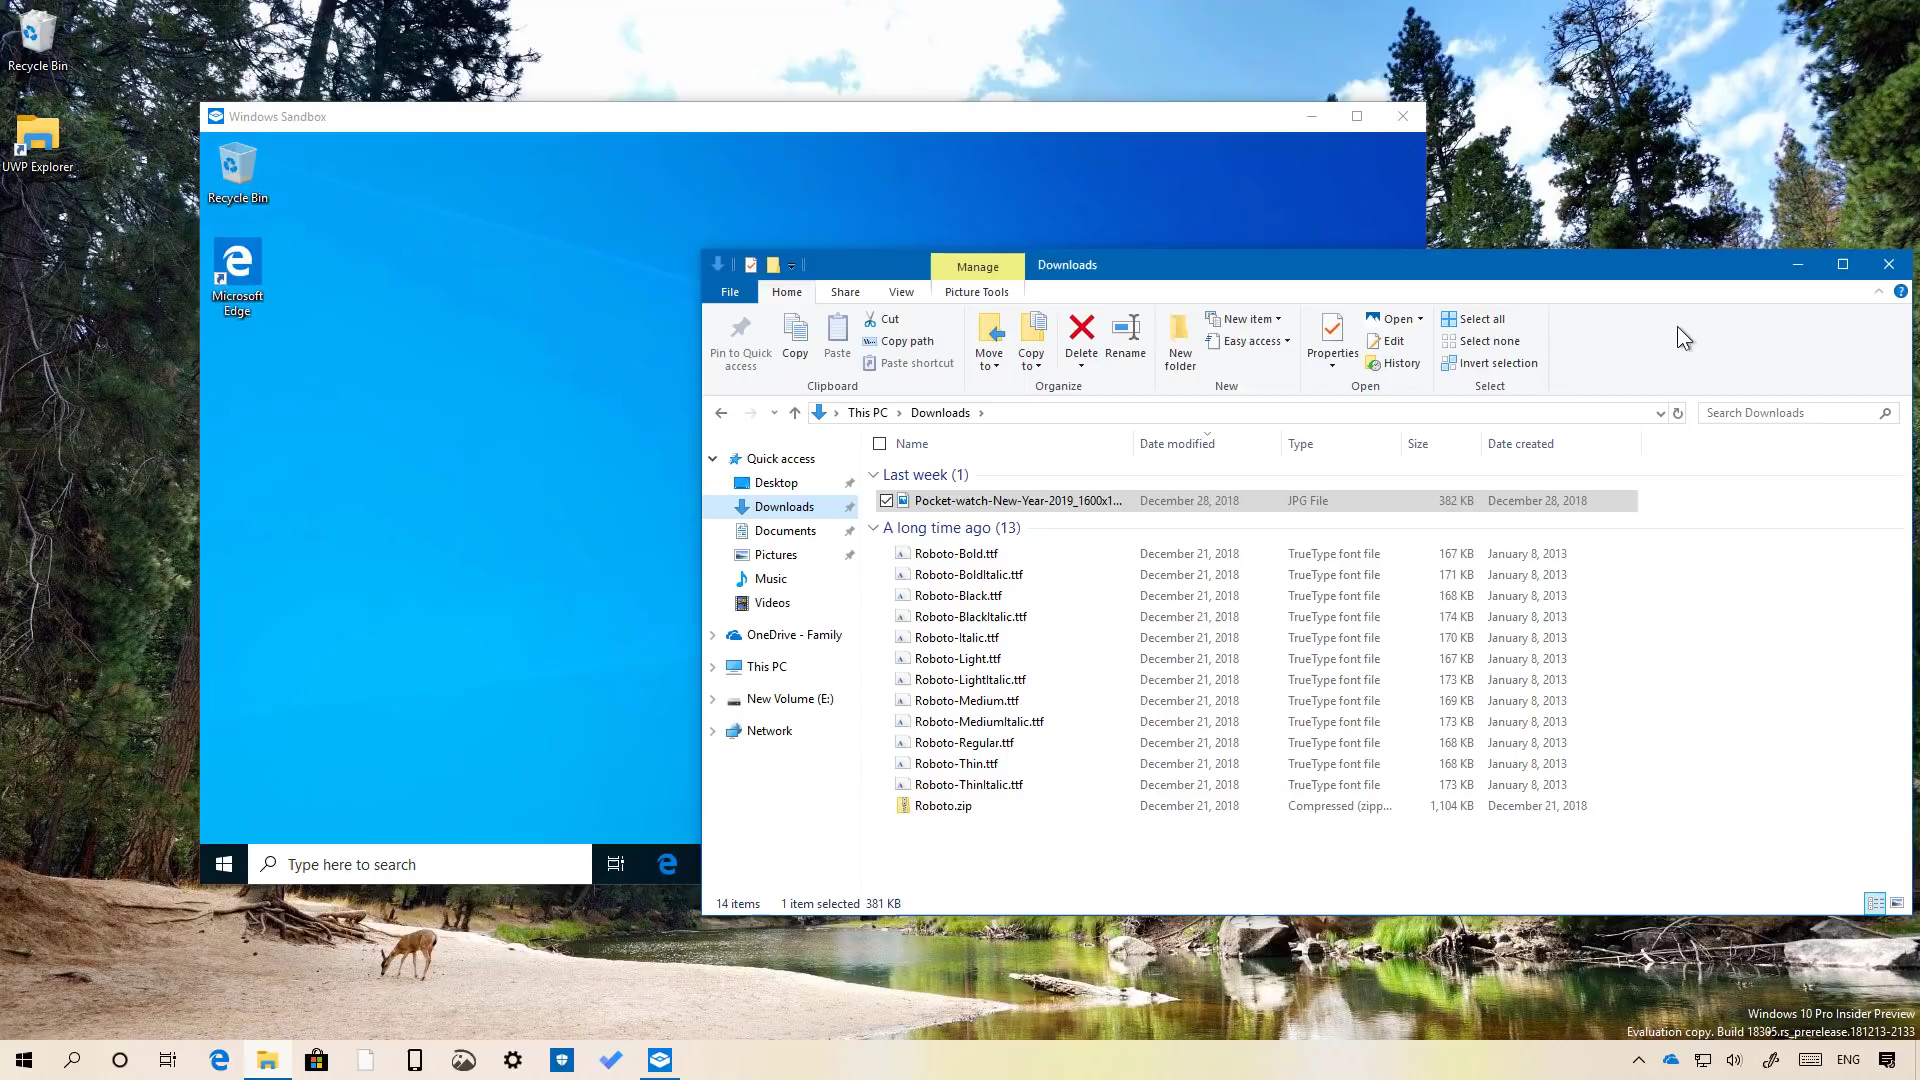 Recycle Bin
UWP Explorer
Windows Sandbox
Recycle Bin
Microsoft
Edge
Type here to search
Manage
Downloads
File
Home
Share
View
Picture Tools
Pin to Quick
access
Copy
Paste
Cut
Copy path
Paste shortcut
Clipboard
Move
to
Copy
to
Delete
Rename
Organize
New
folder
New item
Easy access
New
Properties
Open
Edit
History
Open
Select all
Select none
Invert selection
Select
This PC
Downloads
Search Downloads
Quick access
Desktop
Downloads
Documents
Pictures
Music
Videos
OneDrive - Family
This PC
New Volume (E:)
Network
Name Date modified Type Size Date created
Last week (1)
Pocket-watch-New-Year-2019_1600x1... December 28, 2018 JPG File 382 KB December 28, 2018
A long time ago (13)
Roboto-Bold.ttf December 21, 2018 TrueType font file 167 KB January 8, 2013
Roboto-BoldItalic.ttf December 21, 2018 TrueType font file 171 KB January 8, 2013
Roboto-Black.ttf December 21, 2018 TrueType font file 168 KB January 8, 2013
Roboto-BlackItalic.ttf December 21, 2018 TrueType font file 174 KB January 8, 2013
Roboto-Italic.ttf December 21, 2018 TrueType font file 170 KB January 8, 2013
Roboto-Light.ttf December 21, 2018 TrueType font file 167 KB January 8, 2013
Roboto-LightItalic.ttf December 21, 2018 TrueType font file 173 KB January 8, 2013
Roboto-Medium.ttf December 21, 2018 TrueType font file 169 KB January 8, 2013
Roboto-MediumItalic.ttf December 21, 2018 TrueType font file 173 KB January 8, 2013
Roboto-Regular.ttf December 21, 2018 TrueType font file 168 KB January 8, 2013
Roboto-Thin.ttf December 21, 2018 TrueType font file 168 KB January 8, 2013
Roboto-ThinItalic.ttf December 21, 2018 TrueType font file 173 KB January 8, 2013
Roboto.zip December 21, 2018 Compressed (zipp... 1,104 KB December 21, 2018
14 items 1 item selected 381 KB
Windows 10 Pro Insider Preview
Evaluation copy. Build 18305.rs_prerelease.181213-2133
ENG